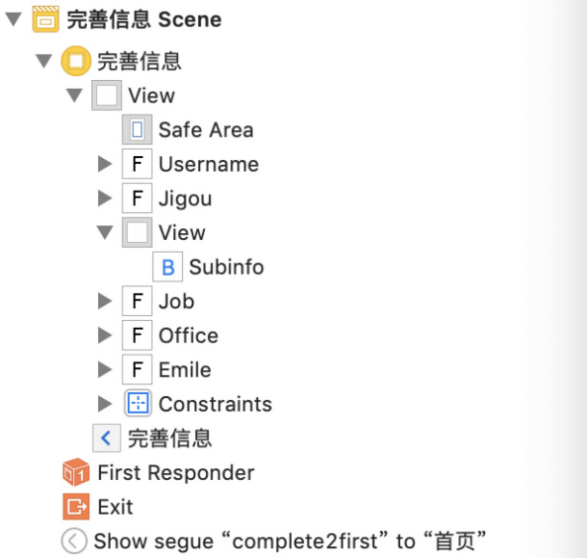 完善信息 Scene
完善信息
View
Safe Area
F Username
F Jigou
View
B Subinfo
F Job
F Office
F Emile
Constraints
完善信息
1 First Responder
Exit
Show segue “complete2first” to “首页”